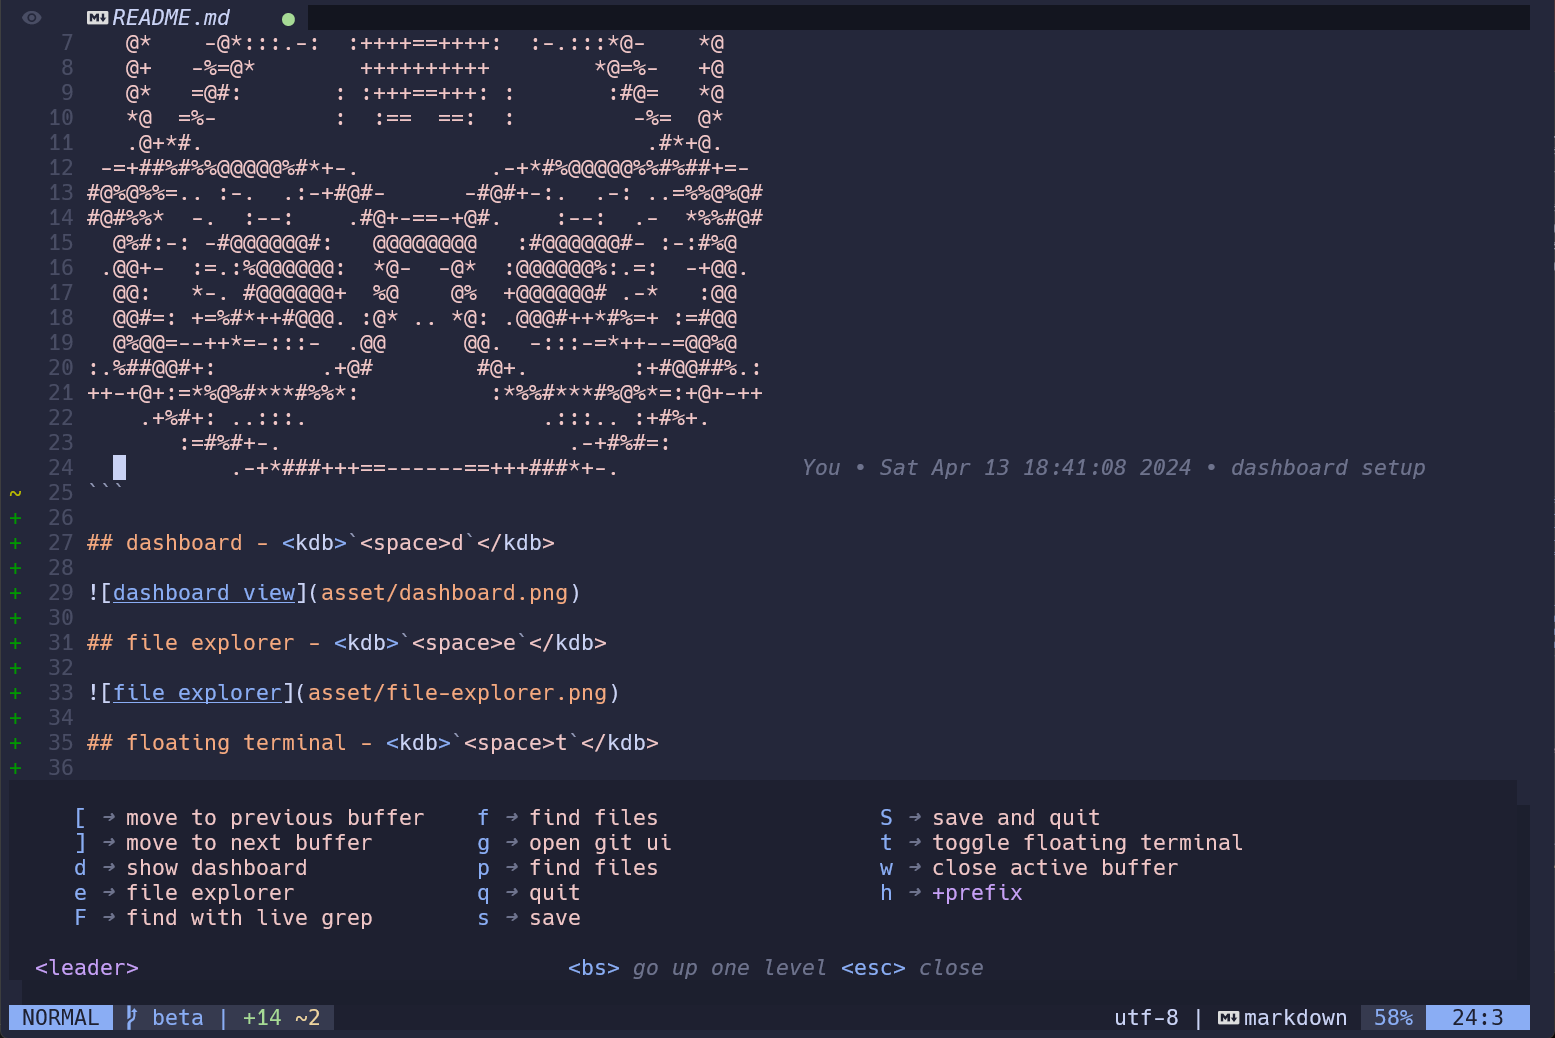 README.md ●
7    @*    -@*:::.-:  :++++==++++:  :-.:::*@-    *@
8    @+   -%=@*        ++++++++++        *@=%-   +@
9    @*   =@#:       : :+++==+++: :       :#@=   *@
10    *@  =%-         :  :==  ==:  :         -%=  @*
11    .@+*#.                                  .#*+@.
12  -=+##%#%%@@@@@%#*+-.          .-+*#%@@@@@%%#%##+=-
13 #@%@%%=.. :-.  .:-+#@#-      -#@#+-:.  .-: ..=%%@%@#
14 #@#%%*  -.  :--:    .#@+-==-+@#.    :--:  .-  *%%#@#
15   @%#:-: -#@@@@@@#:   @@@@@@@@   :#@@@@@@#- :-:#%@
16  .@@+-  :=.:%@@@@@@:  *@-  -@*  :@@@@@@%:.=:  -+@@.
17   @@:   *-. #@@@@@@+  %@    @%  +@@@@@@# .-*   :@@
18   @@#=: +=%#*++#@@@. :@* .. *@: .@@@#++*#%=+ :=#@@
19   @%@@=--++*=-:::-  .@@      @@.  -:::-=*++--=@@%@
20 :.%##@@#+:        .+@#        #@+.        :+#@@##%.:
21 ++-+@+:=*%@%#***#%%*:          :*%%#***#%@%*=:+@+-++
22     .+%#+: ..:::.                  .:::.. :+#%+.
23        :=#%#+-.                      .-+#%#=:
24            .-+*###+++==------==+++###*+-.              You • Sat Apr 13 18:41:08 2024 • dashboard setup
~ 25 ```
+ 26
+ 27 ## dashboard - <kdb>`<space>d`</kdb>
+ 28
+ 29 ![dashboard view](asset/dashboard.png)
+ 30
+ 31 ## file explorer - <kdb>`<space>e`</kdb>
+ 32
+ 33 ![file explorer](asset/file-explorer.png)
+ 34
+ 35 ## floating terminal - <kdb>`<space>t`</kdb>
+ 36
[ → move to previous buffer    f → find files    S → save and quit
] → move to next buffer    g → open git ui    t → toggle floating terminal
d → show dashboard    p → find files    w → close active buffer
e → file explorer    q → quit    h → +prefix
F → find with live grep    s → save
<leader>    <bs> go up one level <esc> close
NORMAL beta | +14 ~2    utf-8 | markdown 58% 24:3